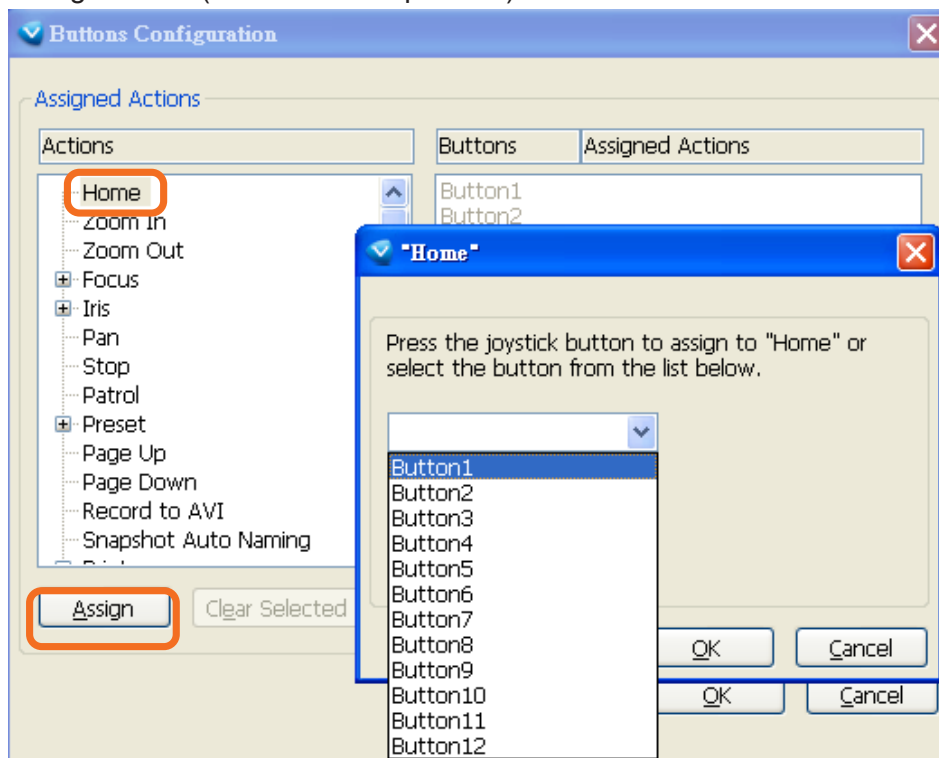 Buttons Configuration
Assigned Actions
Actions
Buttons
Assigned Actions
Home
Zoom In
Zoom Out
Focus
Iris
Pan
Stop
Patrol
Preset
Page Up
Page Down
Record to AVI
Snapshot Auto Naming
Button1
Button2
Assign
Clear Selected
"Home"
Press the joystick button to assign to "Home" or
select the button from the list below.
Button1
Button2
Button3
Button4
Button5
Button6
Button7
Button8
Button9
Button10
Button11
Button12
OK
Cancel
OK
Cancel